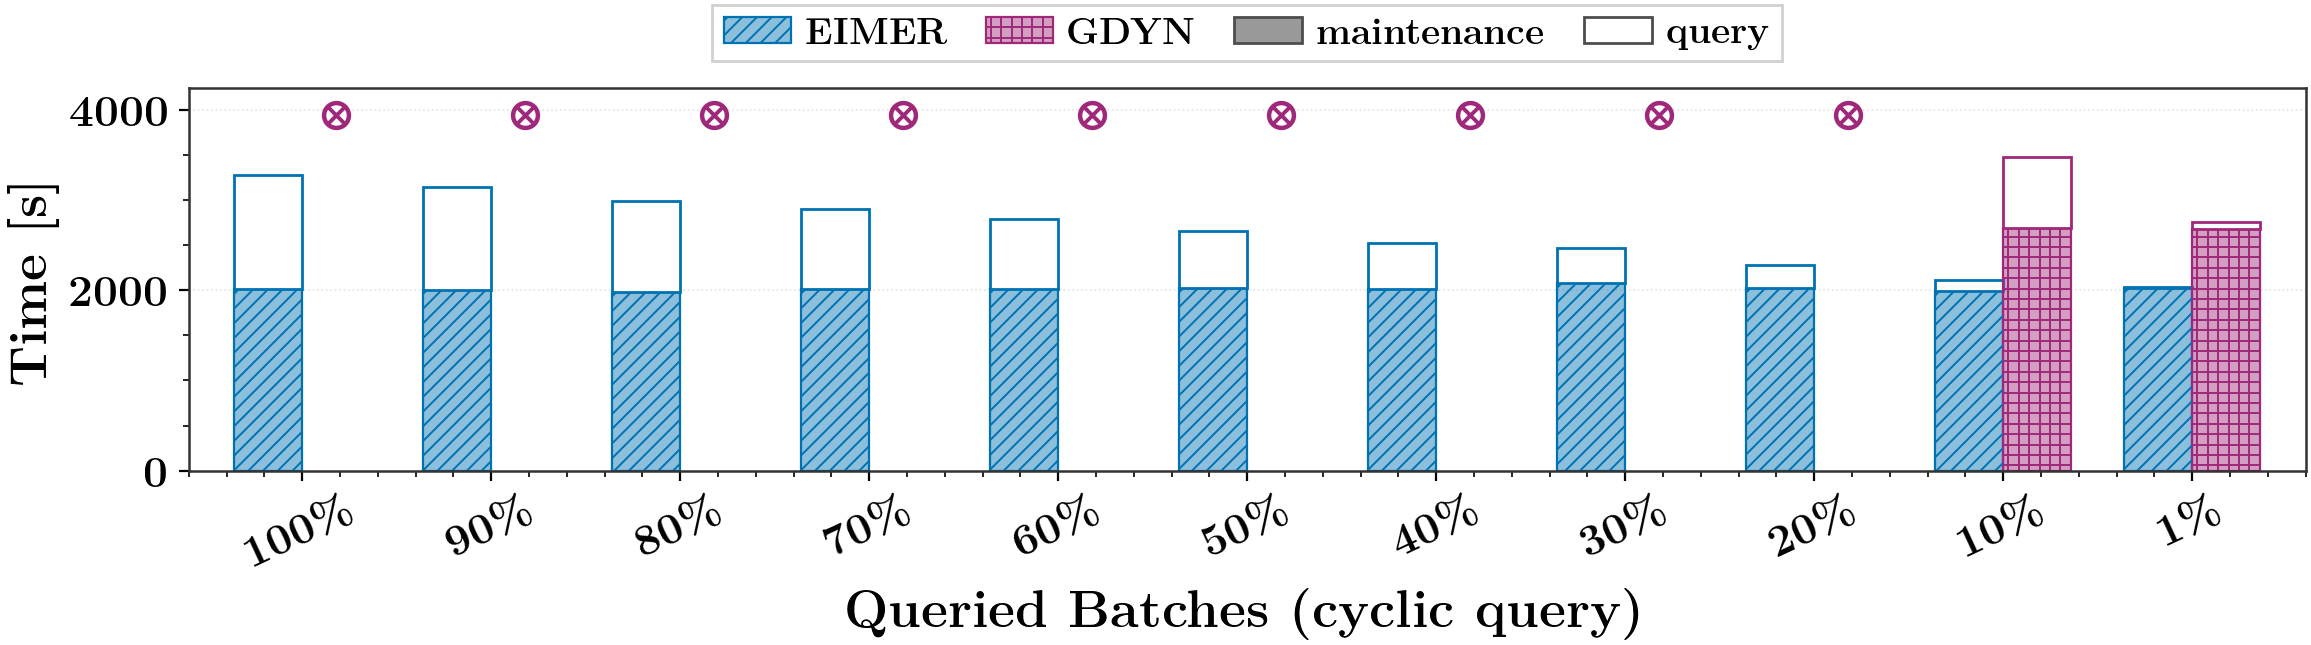 EIMER GDYN maintenance query
Time [s]
4000
2000
0
100% 90% 80% 70% 60% 50% 40% 30% 20% 10% 1%
Queried Batches (cyclic query)